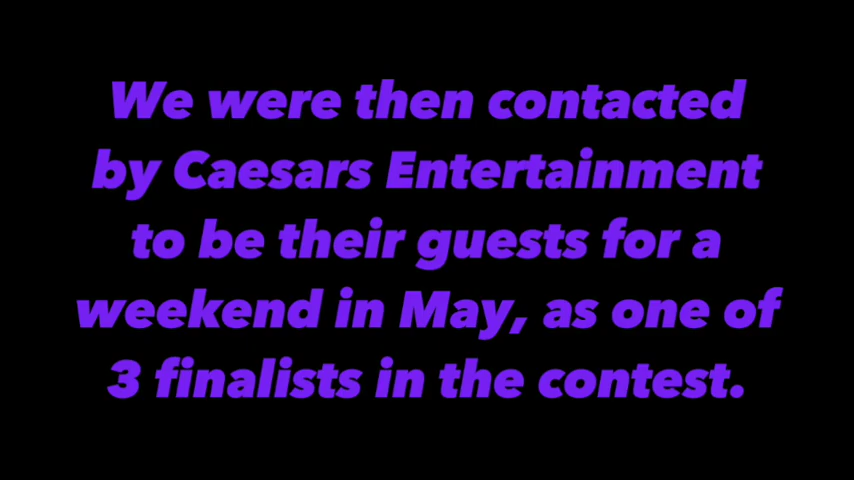 We were then contacted
by Caesars Entertainment
to be their guests for a
weekend in May, as one of
3 finalists in the contest.